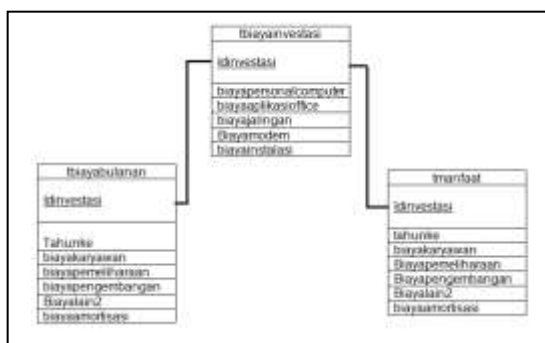 tbiayainvestasi
Idinvestasi
biayapersonalcomputer
biayaaplikasioffice
biayajaringan
Biayamodem
biayainstalasi
tbiayabulanan
Idinvestasi
Tahunke
biayakaryawan
biayapemeliharaan
biayapengembangan
Biayalain2
biayaamortisasi
tmanfaat
Idinvestasi
tahunke
biayakaryawan
Biayapemeliharaan
Biayapengembangan
Biayalain2
biayaamortisasi